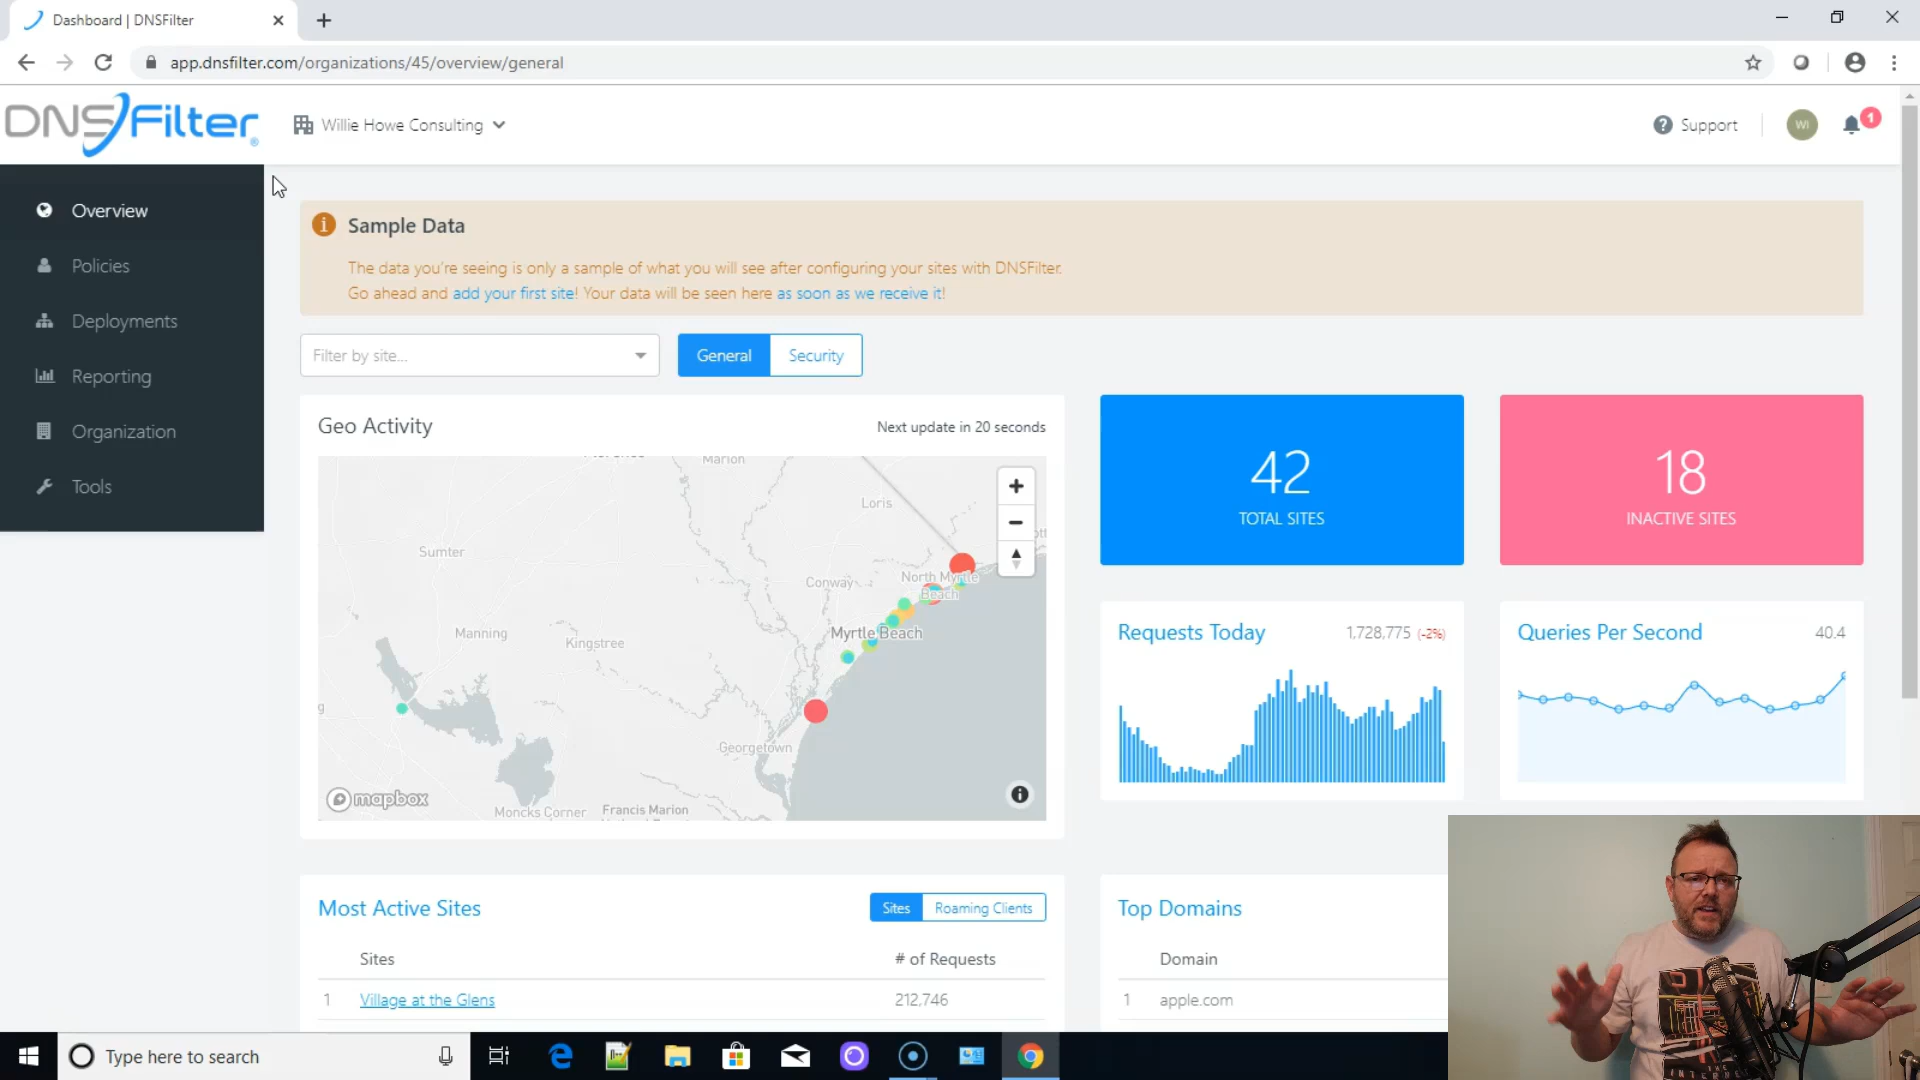 Dashboard | DNSFilter
app.dnsfilter.com/organizations/45/overview/general
DNSFilter
Willie Howe Consulting
Support
WI
1
Overview
Policies
Deployments
Reporting
Organization
Tools
Sample Data
The data you're seeing is only a sample of what you will see after configuring your sites with DNSFilter.
Go ahead and add your first site! Your data will be seen here as soon as we receive it!
Filter by site...
General
Security
Geo Activity
Next update in 20 seconds
Marion
Loris
Sumter
Conway
North Myrtle
Beach
Manning
Kingstree
Myrtle Beach
Georgetown
mapbox
Moncks Corner
Francis Marion
42
TOTAL SITES
18
INACTIVE SITES
Requests Today
1,728,775 (-2%)
Queries Per Second
40.4
Most Active Sites
Sites
Roaming Clients
Sites
# of Requests
1
Village at the Glens
212,746
Top Domains
Domain
1
apple.com
Type here to search